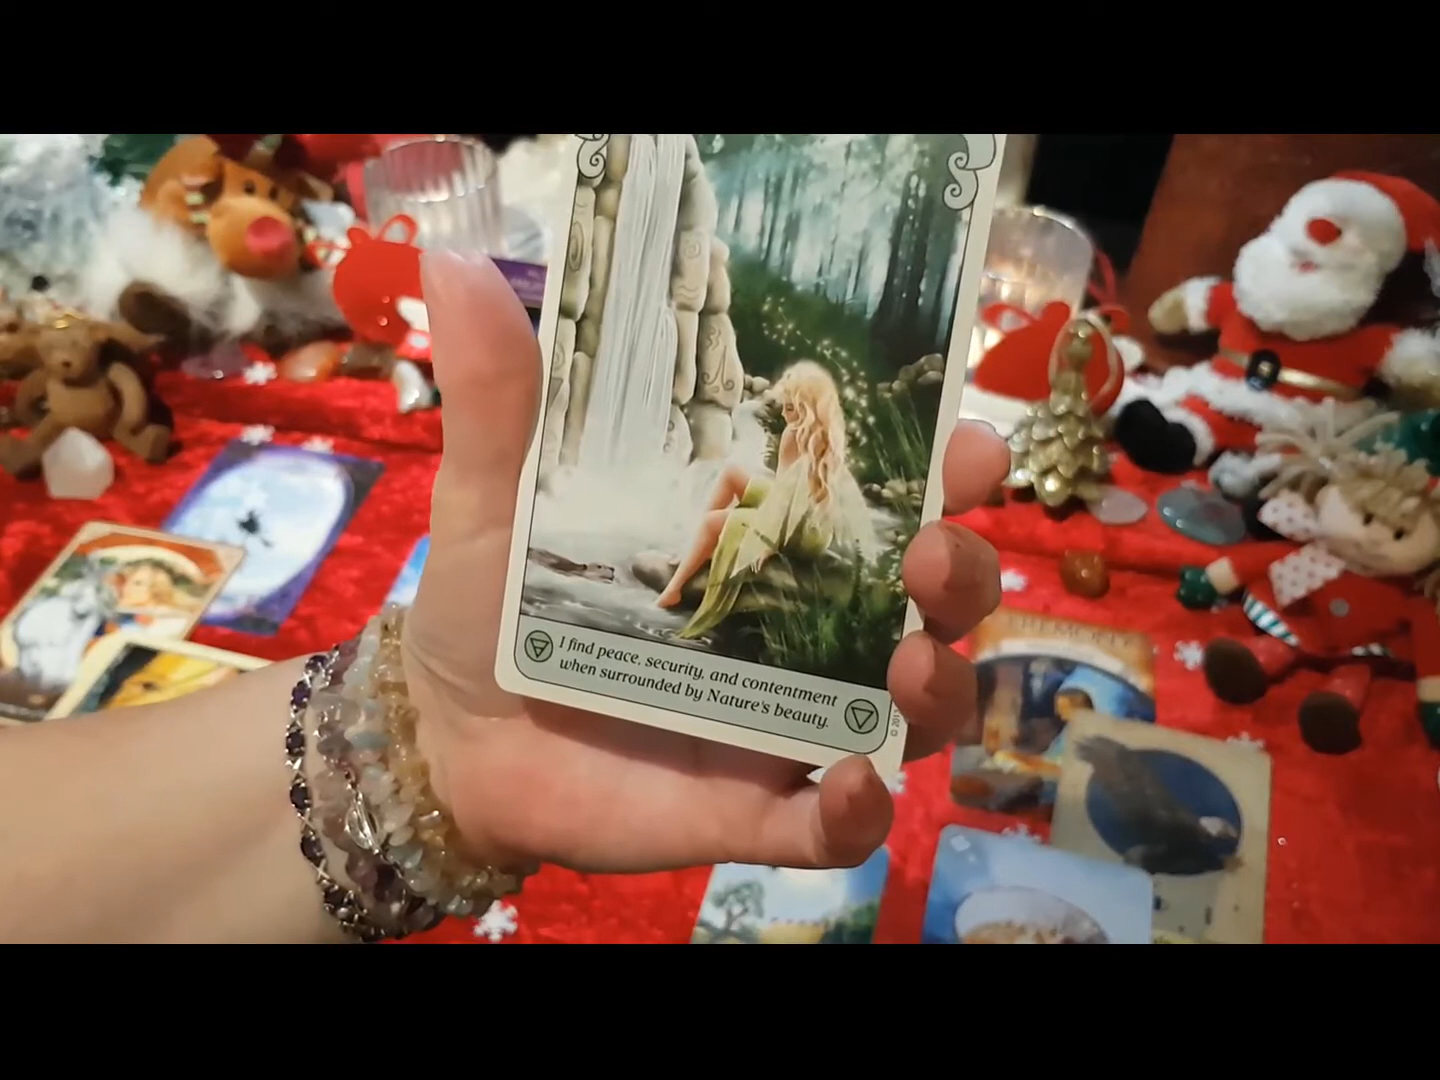 I find peace, security, and contentment
when surrounded by Nature's beauty.